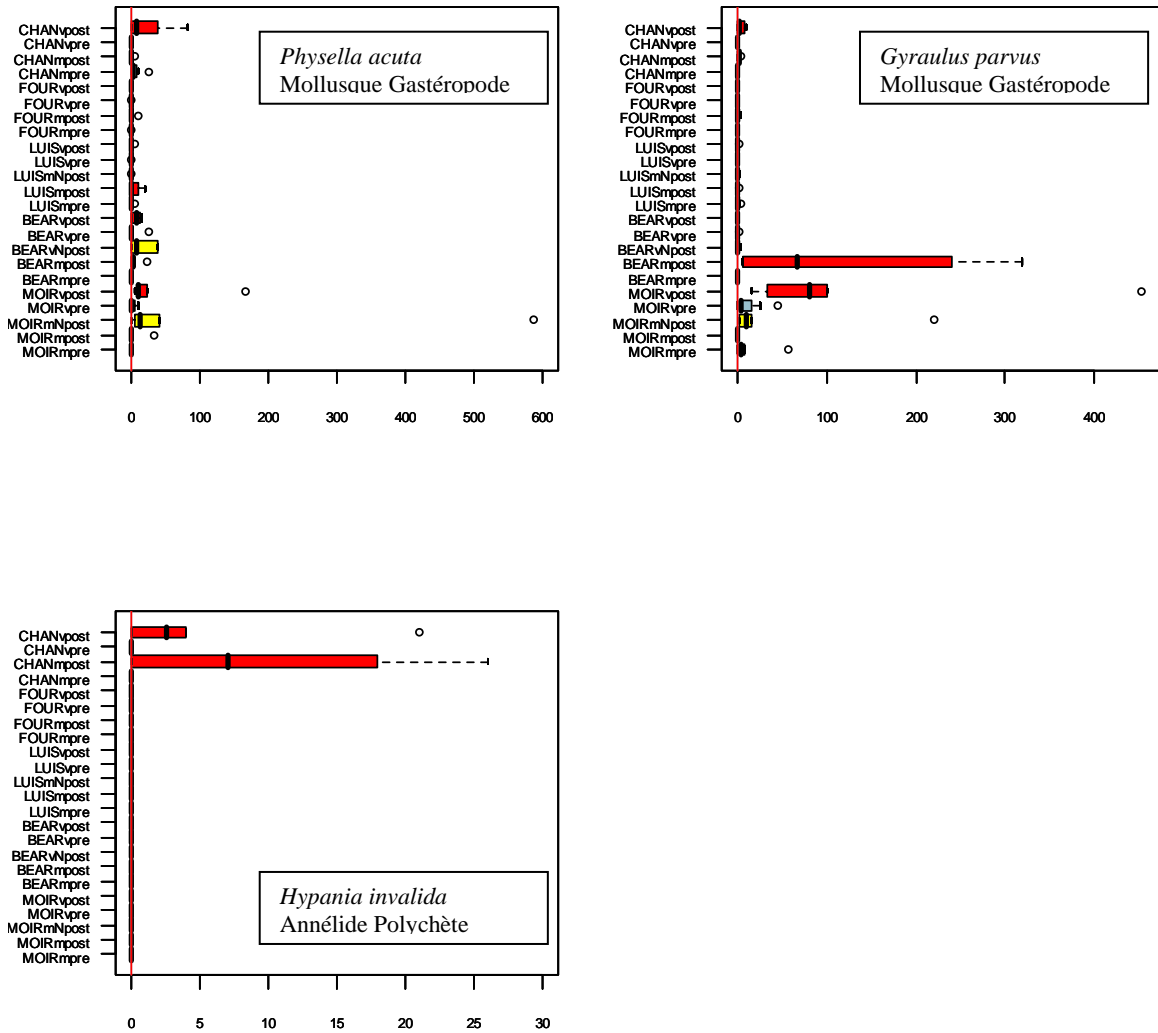 CHANvpost
CHANvpre
CHANmpost
CHANmpre
FOURvpost
FOURvpre
FOURmpost
FOURmpre
LUISvpost
LUISvpre
LUISmNpost
LUISmpost
LUISmpre
BEARvpost
BEARvpre
BEARvNpost
BEARmpost
BEARmpre
MOIRvpost
MOIRvpre
MOIRmNpost
MOIRmpost
MOIRmpre
Physella acuta
Mollusque Gastéropode
0 100 200 300 400 500 600
CHANvpost
CHANvpre
CHANmpost
CHANmpre
FOURvpost
FOURvpre
FOURmpost
FOURmpre
LUISvpost
LUISvpre
LUISmNpost
LUISmpost
LUISmpre
BEARvpost
BEARvpre
BEARvNpost
BEARmpost
BEARmpre
MOIRvpost
MOIRvpre
MOIRmNpost
MOIRmpost
MOIRmpre
Gyraulus parvus
Mollusque Gastéropode
0 100 200 300 400
CHANvpost
CHANvpre
CHANmpost
CHANmpre
FOURvpost
FOURvpre
FOURmpost
FOURmpre
LUISvpost
LUISvpre
LUISmNpost
LUISmpost
LUISmpre
BEARvpost
BEARvpre
BEARvNpost
BEARmpost
BEARmpre
MOIRvpost
MOIRvpre
MOIRmNpost
MOIRmpost
MOIRmpre
Hypania invalida
Annélide Polychète
0 5 10 15 20 25 30